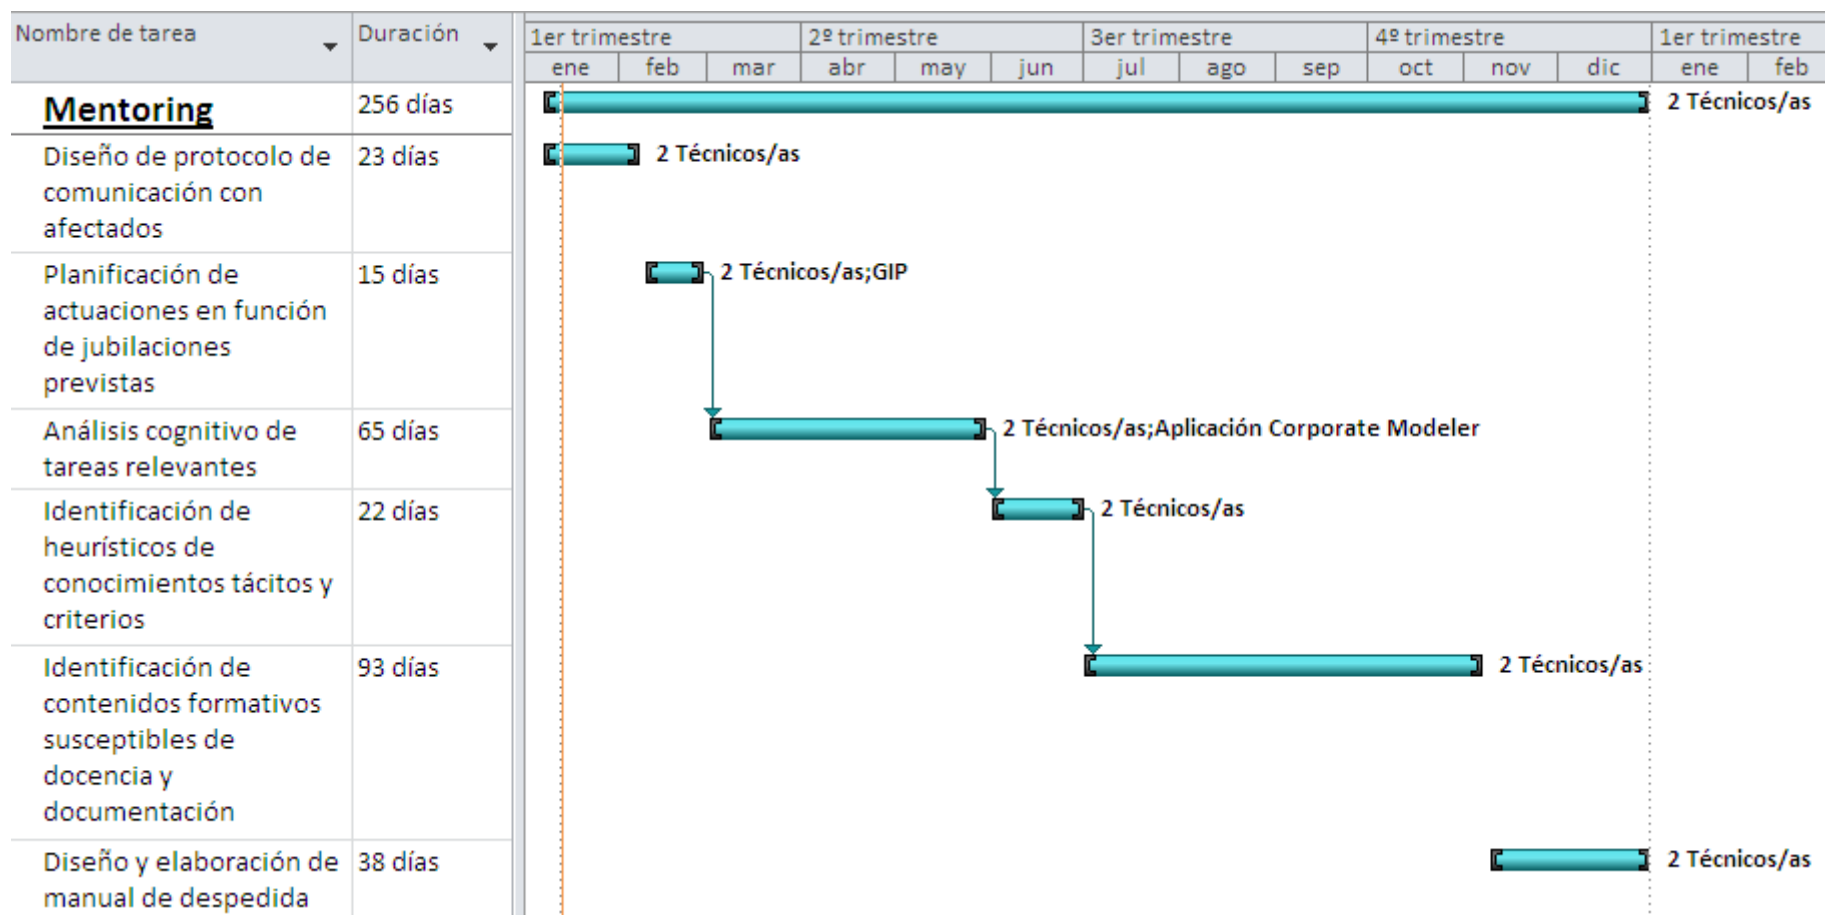 Nombre de tarea
Duración
1er trimestre
2º trimestre
3er trimestre
4º trimestre
1er trimestre
ene feb mar abr may jun jul ago sep oct nov dic ene feb
Mentoring
256 días
2 Técnicos/as
Diseño de protocolo de
comunicación con
afectados
23 días
2 Técnicos/as
Planificación de
actuaciones en función
de jubilaciones
previstas
15 días
2 Técnicos/as;GIP
Análisis cognitivo de
tareas relevantes
65 días
2 Técnicos/as;Aplicación Corporate Modeler
Identificación de
heurísticos de
conocimientos tácitos y
criterios
22 días
2 Técnicos/as
Identificación de
contenidos formativos
susceptibles de
docencia y
documentación
93 días
2 Técnicos/as
Diseño y elaboración de
manual de despedida
38 días
2 Técnicos/as